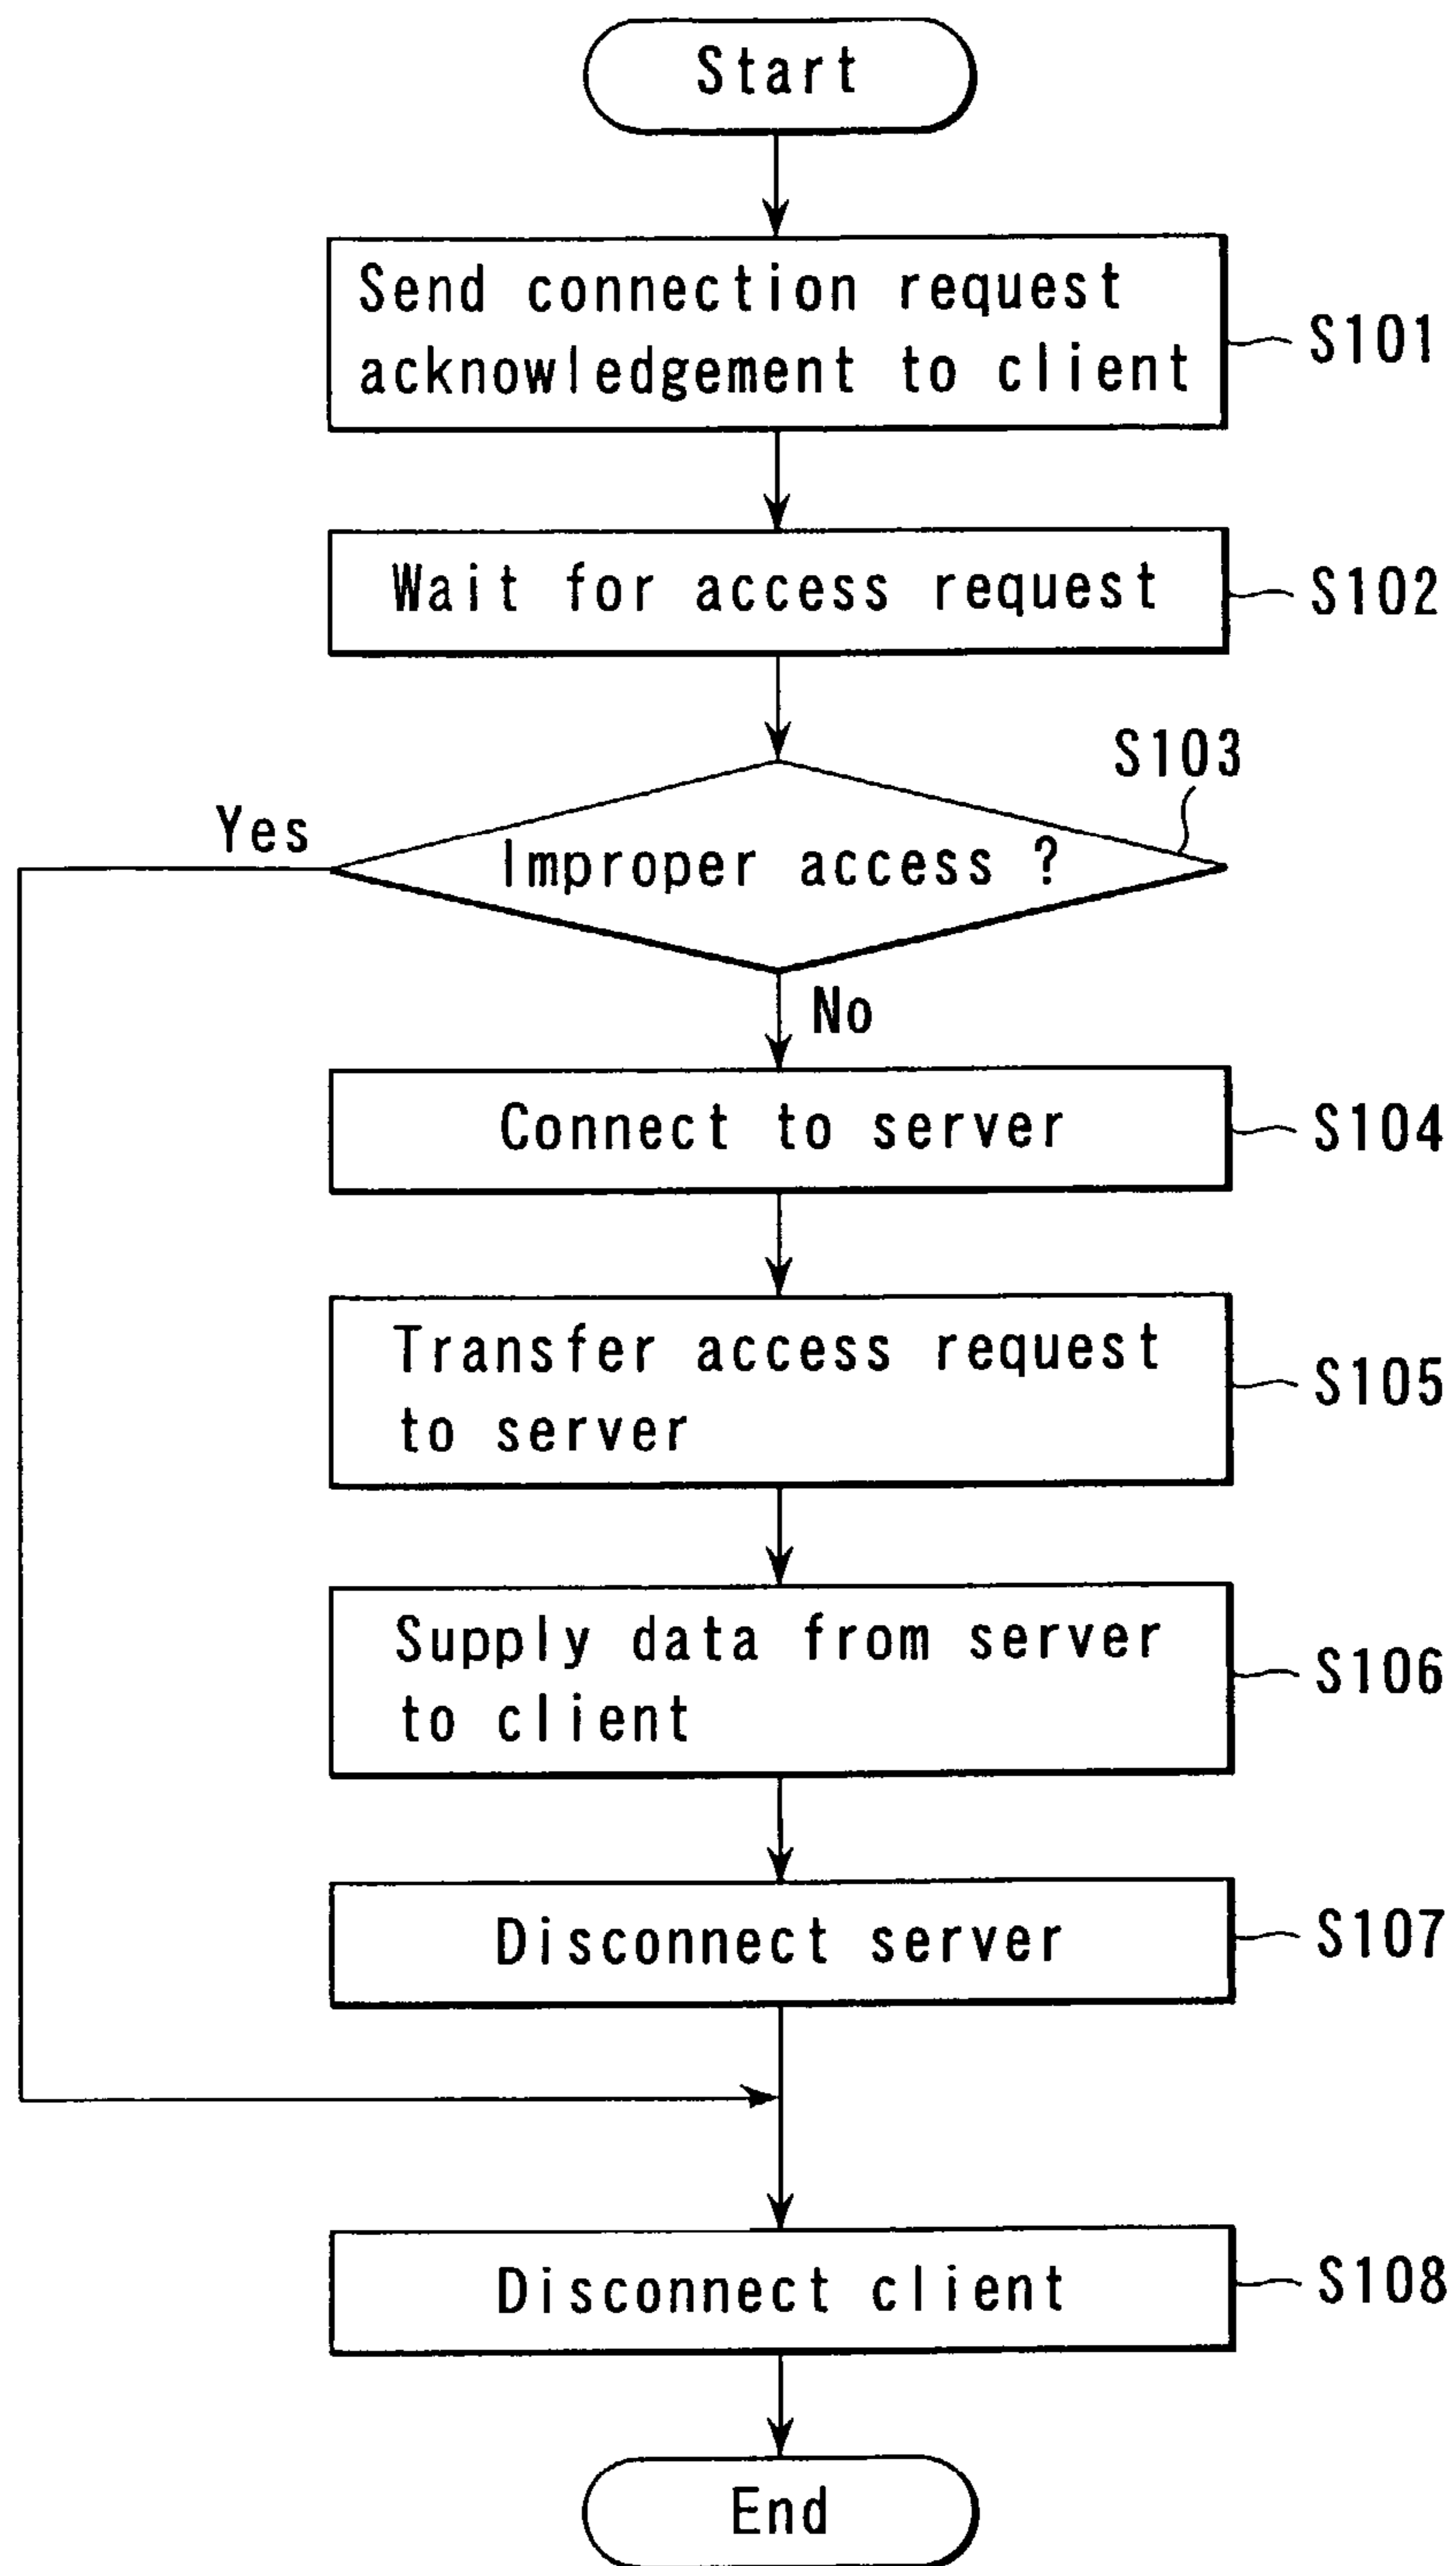 Start
Send connection request
acknowledgement to client
S101
Wait for access request
S102
S103
Yes
Improper access ?
No
Connect to server
S104
Transfer access request
to server
S105
Supply data from server
to client
S106
Disconnect server
S107
Disconnect client
S108
End